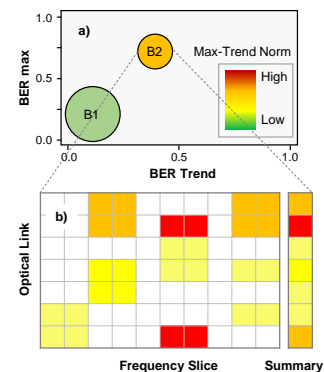 a)
BER max
1.0
0.5
0.0
B1
B2
Max-Trend Norm
High
Low
0.0
0.5
1.0
BER Trend
b)
Optical Link
Frequency Slice
Summary